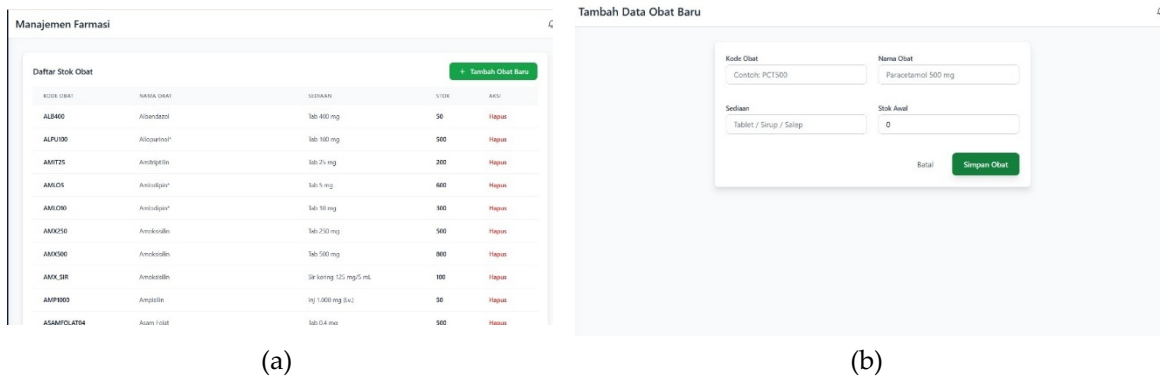 Manajemen Farmasi
Daftar Stok Obat
+ Tambah Obat Baru
KODE OBAT NAMA OBAT SEDIAAN STOK AKSI
ALB400 Albendazol Tab 400 mg 50 Hapus
ALPU100 Allopurinol* Tab 100 mg 500 Hapus
AMIT25 Amitriptilin Tab 25 mg 200 Hapus
AMLO5 Amlodipin* Tab 5 mg 600 Hapus
AMLO10 Amlodipin* Tab 10 mg 300 Hapus
AMX250 Amoksisilin Tab 250 mg 500 Hapus
AMX500 Amoksisilin Tab 500 mg 800 Hapus
AMX_SIR Amoksisilin Sir kering 125 mg/5 mL 100 Hapus
AMP1000 Ampisilin Inj 1.000 mg (i.v.) 50 Hapus
ASAMFOLAT04 Asam Folat Tab 0.4 mg 500 Hapus
(a)
Tambah Data Obat Baru
Kode Obat Nama Obat
Contoh: PCT500 Paracetamol 500 mg
Sediaan Stok Awal
Tablet / Sirup / Salep 0
Batal Simpan Obat
(b)